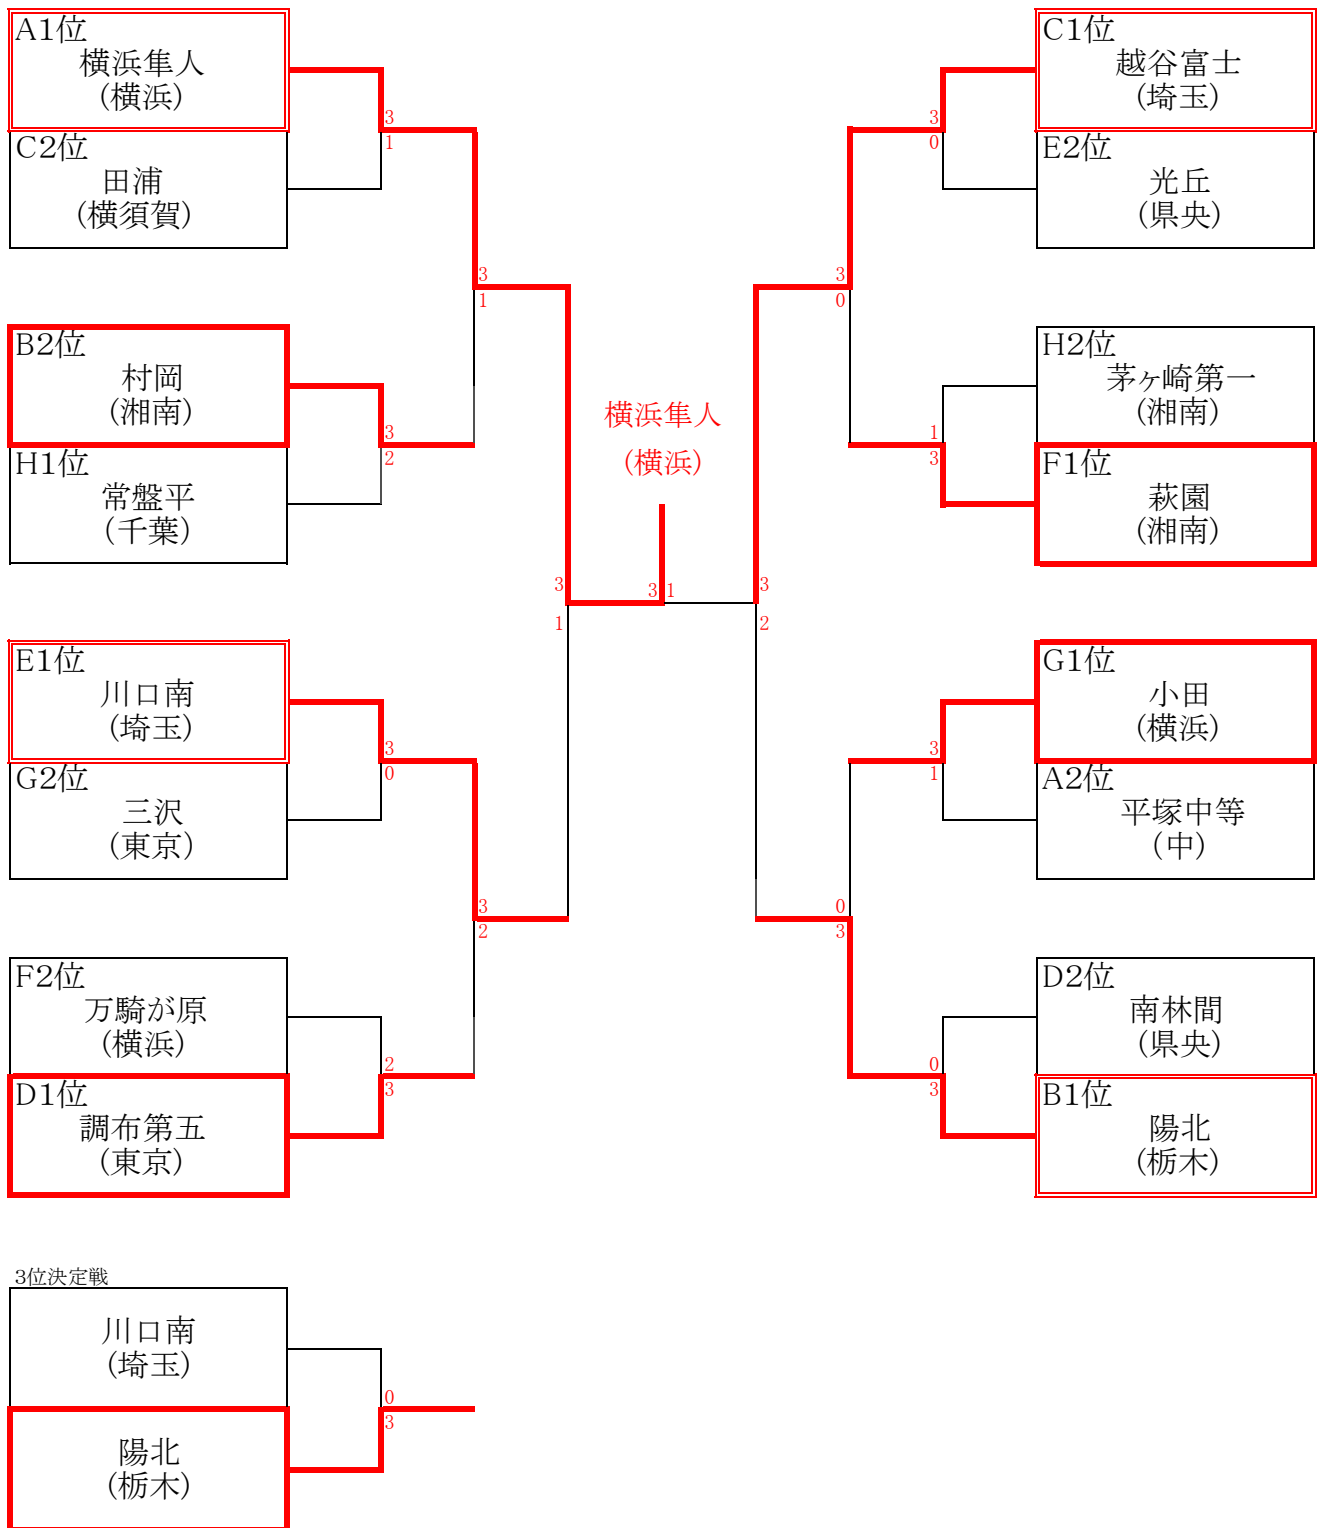 A1位
横浜隼人
(横浜)
3
1
C2位
田浦
(横須賀)
3
1
B2位
村岡
(湘南)
3
2
H1位
常盤平
(千葉)
3
1
E1位
川口南
(埼玉)
3
0
G2位
三沢
(東京)
3
2
F2位
万騎が原
(横浜)
2
3
D1位
調布第五
(東京)
横浜隼人
(横浜)
3 1
C1位
越谷富士
(埼玉)
3
0
E2位
光丘
(県央)
3
0
H2位
茅ヶ崎第一
(湘南)
1
3
F1位
萩園
(湘南)
3
2
G1位
小田
(横浜)
3
1
A2位
平塚中等
(中)
0
3
D2位
南林間
(県央)
0
3
B1位
陽北
(栃木)
3位決定戦
川口南
(埼玉)
0
3
陽北
(栃木)